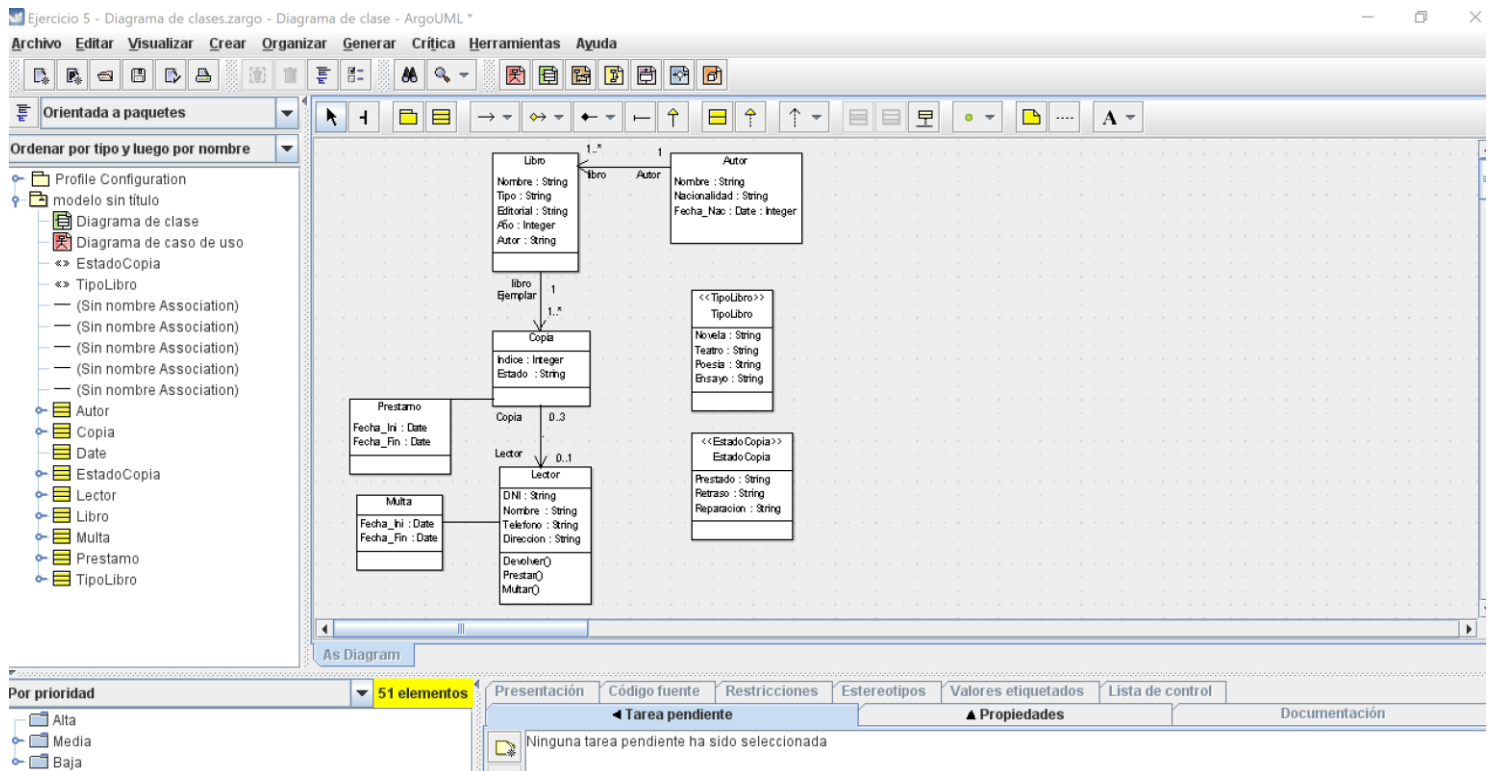 Ejercicio 5 - Diagrama de clases.zargo - Diagrama de clase - ArgoUML *
Archivo Editar Visualizar Crear Organizar Generar Crítica Herramientas Ayuda
Orientada a paquetes
Ordenar por tipo y luego por nombre
Profile Configuration
modelo sin título
Diagrama de clase
Diagrama de caso de uso
«» EstadoCopia
«» TipoLibro
(Sin nombre Association)
(Sin nombre Association)
(Sin nombre Association)
(Sin nombre Association)
(Sin nombre Association)
Autor
Copia
Date
EstadoCopia
Lector
Libro
Multa
Prestamo
TipoLibro
A
Libro
Nombre : String
Tipo : String
Editorial : String
Año : Integer
Autor : String
1..*
1
libro
Autor
Autor
Nombre : String
Nacionalidad : String
Fecha_Nac : Date : Integer
libro
Ejemplar
1
1..*
Copia
Indice : Integer
Estado : String
Prestamo
Fecha_Ini : Date
Fecha_Fin : Date
Copia
0..3
Lector
0..1
Lector
DNI : String
Nombre : String
Telefono : String
Direccion : String
Devolver()
Prestar()
Multar()
Multa
Fecha_Ini : Date
Fecha_Fin : Date
<<TipoLibro>>
TipoLibro
Novela : String
Teatro : String
Poesia : String
Ensayo : String
<<EstadoCopia>>
EstadoCopia
Prestado : String
Retraso : String
Reparacion : String
As Diagram
Por prioridad
51 elementos
Alta
Media
Baja
Presentación Código fuente Restricciones Estereotipos Valores etiquetados Lista de control
Tarea pendiente Propiedades Documentación
Ninguna tarea pendiente ha sido seleccionada